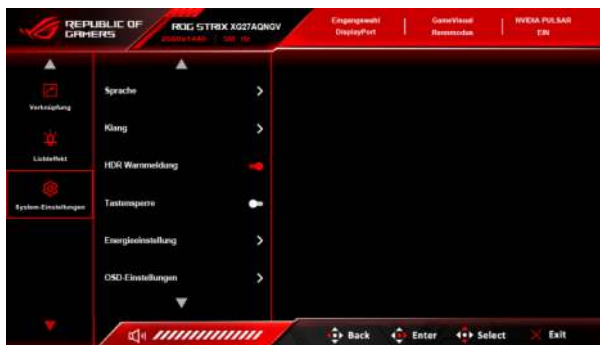 REPUBLIC OF
GAMERS
ROG STRIX XG27AQNGV
Eingangswahl
DisplayPort
GameVisual
Rennmodus
NVIDIA PULSAR
EIN
Verknüpfung
Lichteffekt
System-Einstellungen
Sprache
Klang
HDR Warnmeldung
Tastensperre
Energieeinstellung
OSD-Einstellungen
Back
Enter
Select
Exit